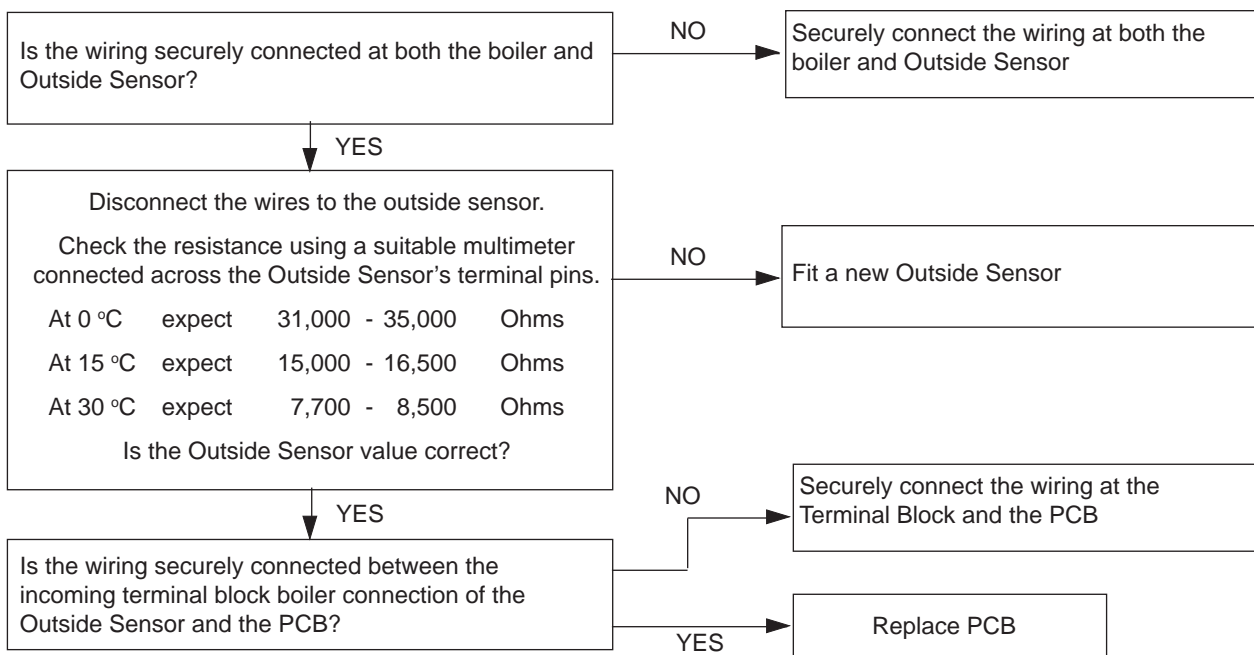 Is the wiring securely connected at both the boiler and
Outside Sensor?
NO
Securely connect the wiring at both the
boiler and Outside Sensor
YES
Disconnect the wires to the outside sensor.
Check the resistance using a suitable multimeter
connected across the Outside Sensor’s terminal pins.
At 0 ºC expect 31,000 - 35,000 Ohms
At 15 ºC expect 15,000 - 16,500 Ohms
At 30 ºC expect 7,700 - 8,500 Ohms
Is the Outside Sensor value correct?
NO
Fit a new Outside Sensor
YES
Is the wiring securely connected between the
incoming terminal block boiler connection of the
Outside Sensor and the PCB?
NO
Securely connect the wiring at the
Terminal Block and the PCB
YES
Replace PCB